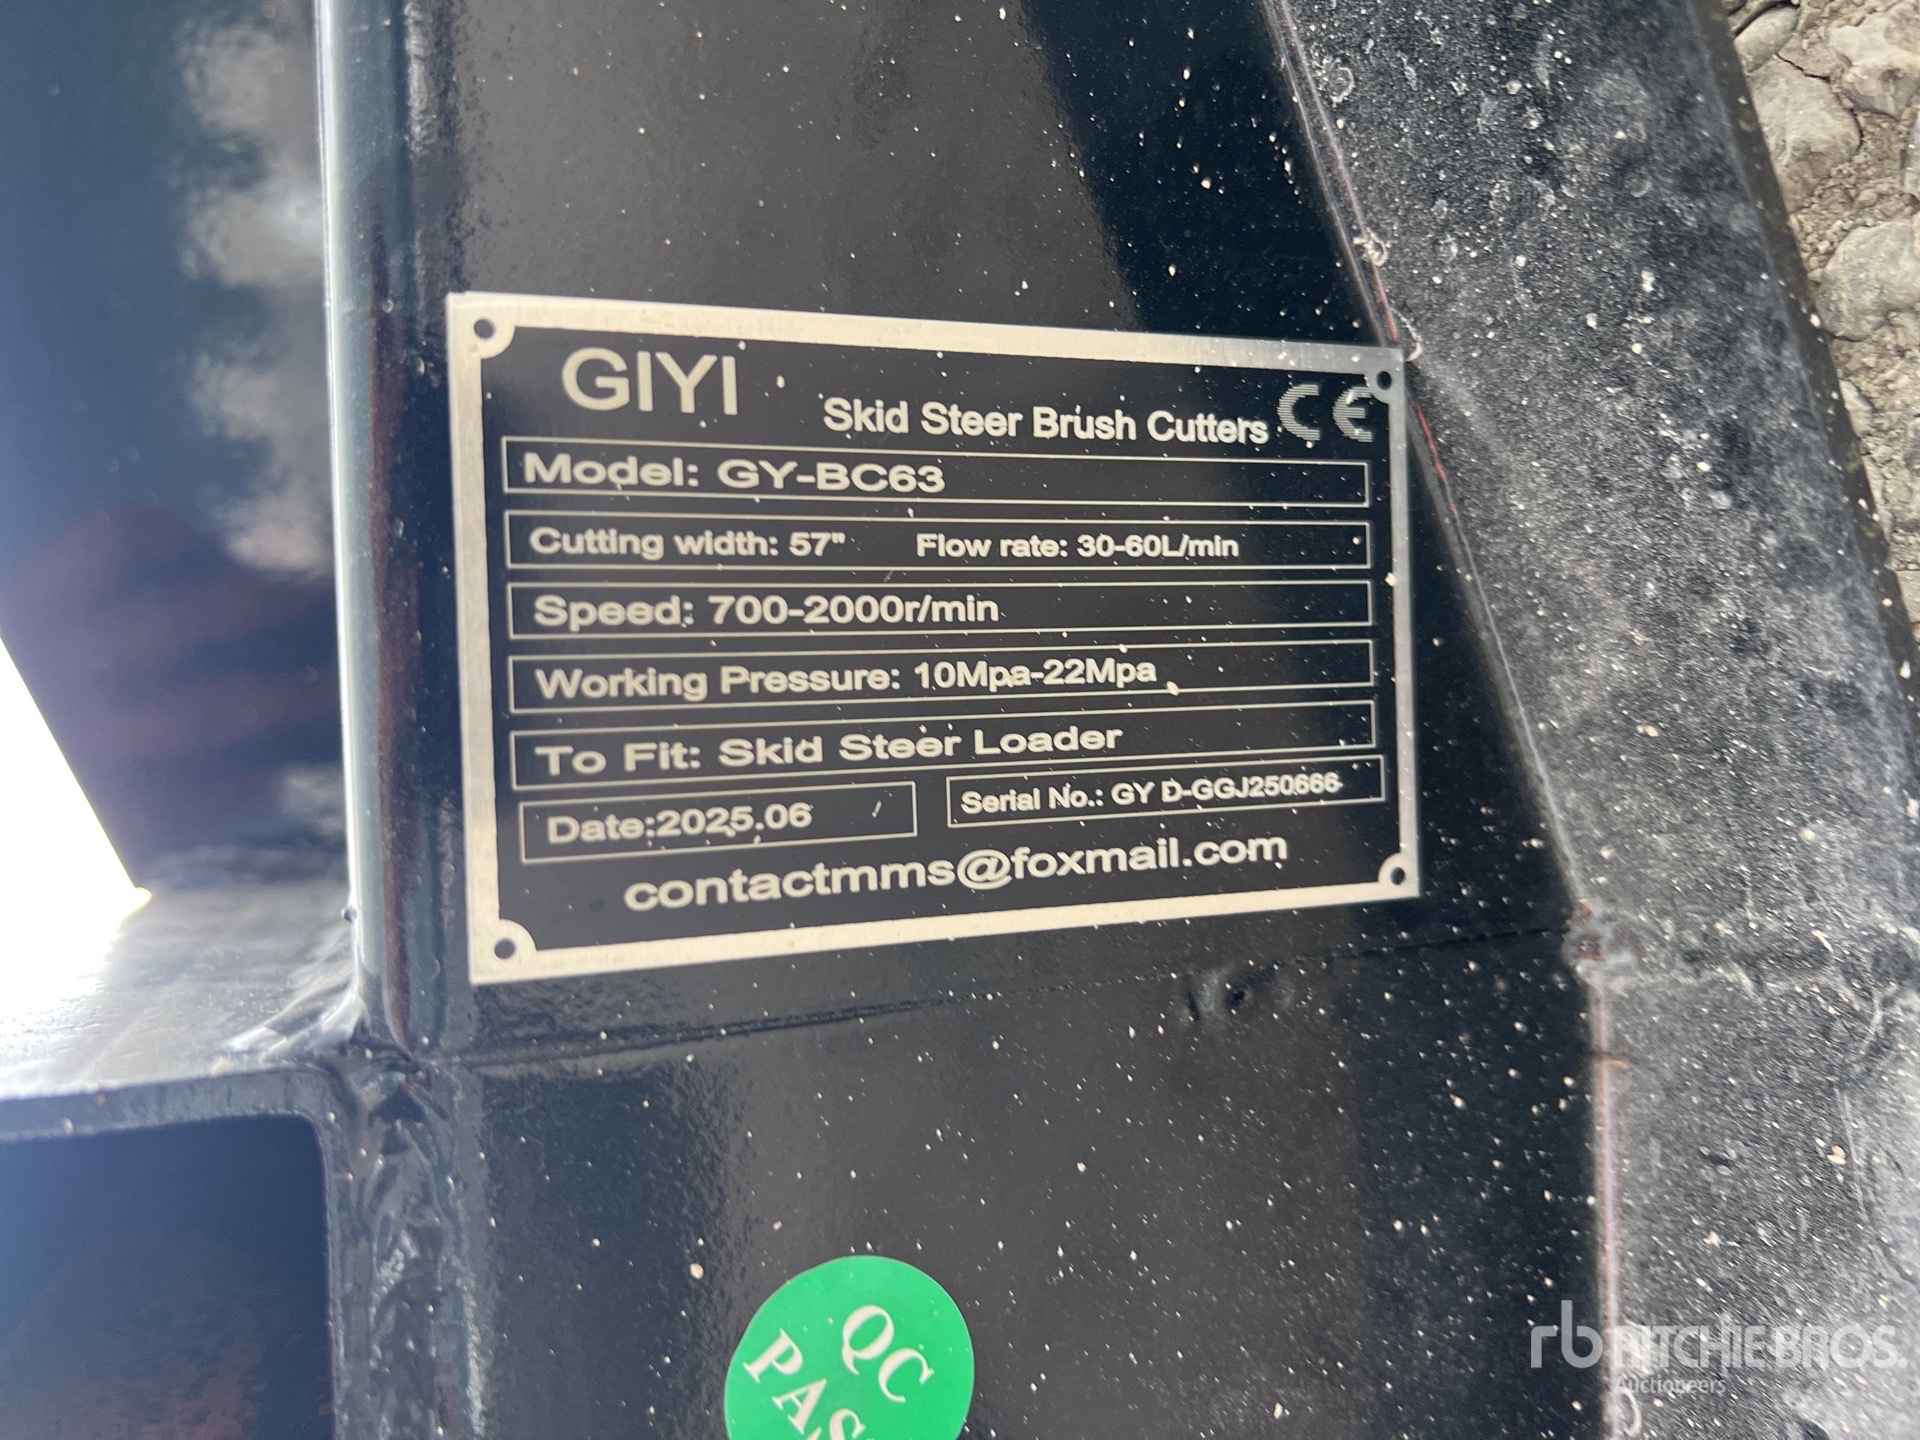 GIYI
Skid Steer Brush Cutters CE
Model: GY-BC63
Cutting width: 57" Flow rate: 30-60L/min
Speed: 700-2000r/min
Working Pressure: 10Mpa-22Mpa
To Fit: Skid Steer Loader
Date:2025.06 Serial No.: GY D-GGJ250666
contactmms@foxmail.com
QC
PAS
rb RITCHIE BROS.
Auctioneers